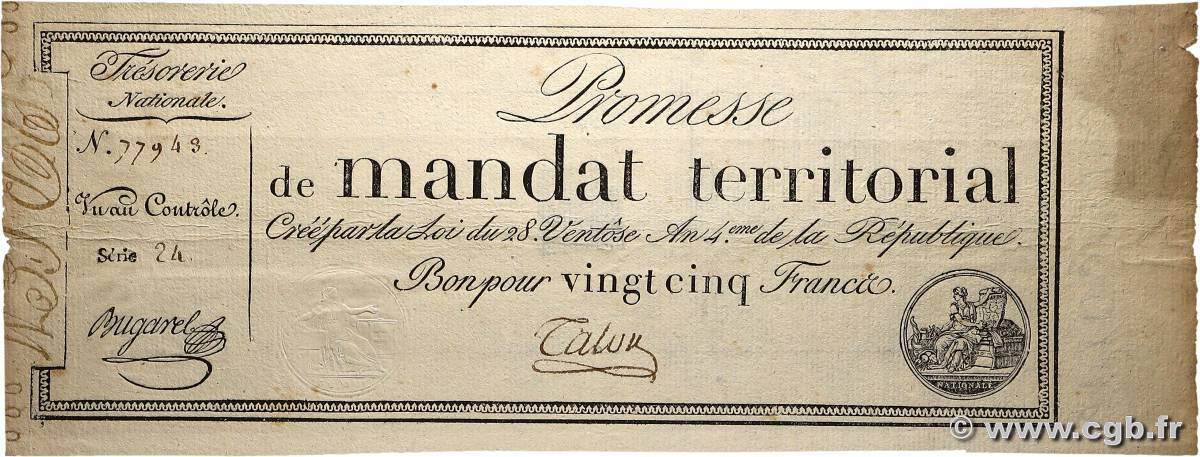 Trésorerie
Nationale.
N. 77943.
Vu au Contrôle.
Série 24.
Bugarel
Promesse
de mandat territorial
Créé par la Loi du 28. Ventôse An 4.eme de la République.
Bon pour vingt cinq Francs.
Talon
NATIONALE
© www.cgb.fr